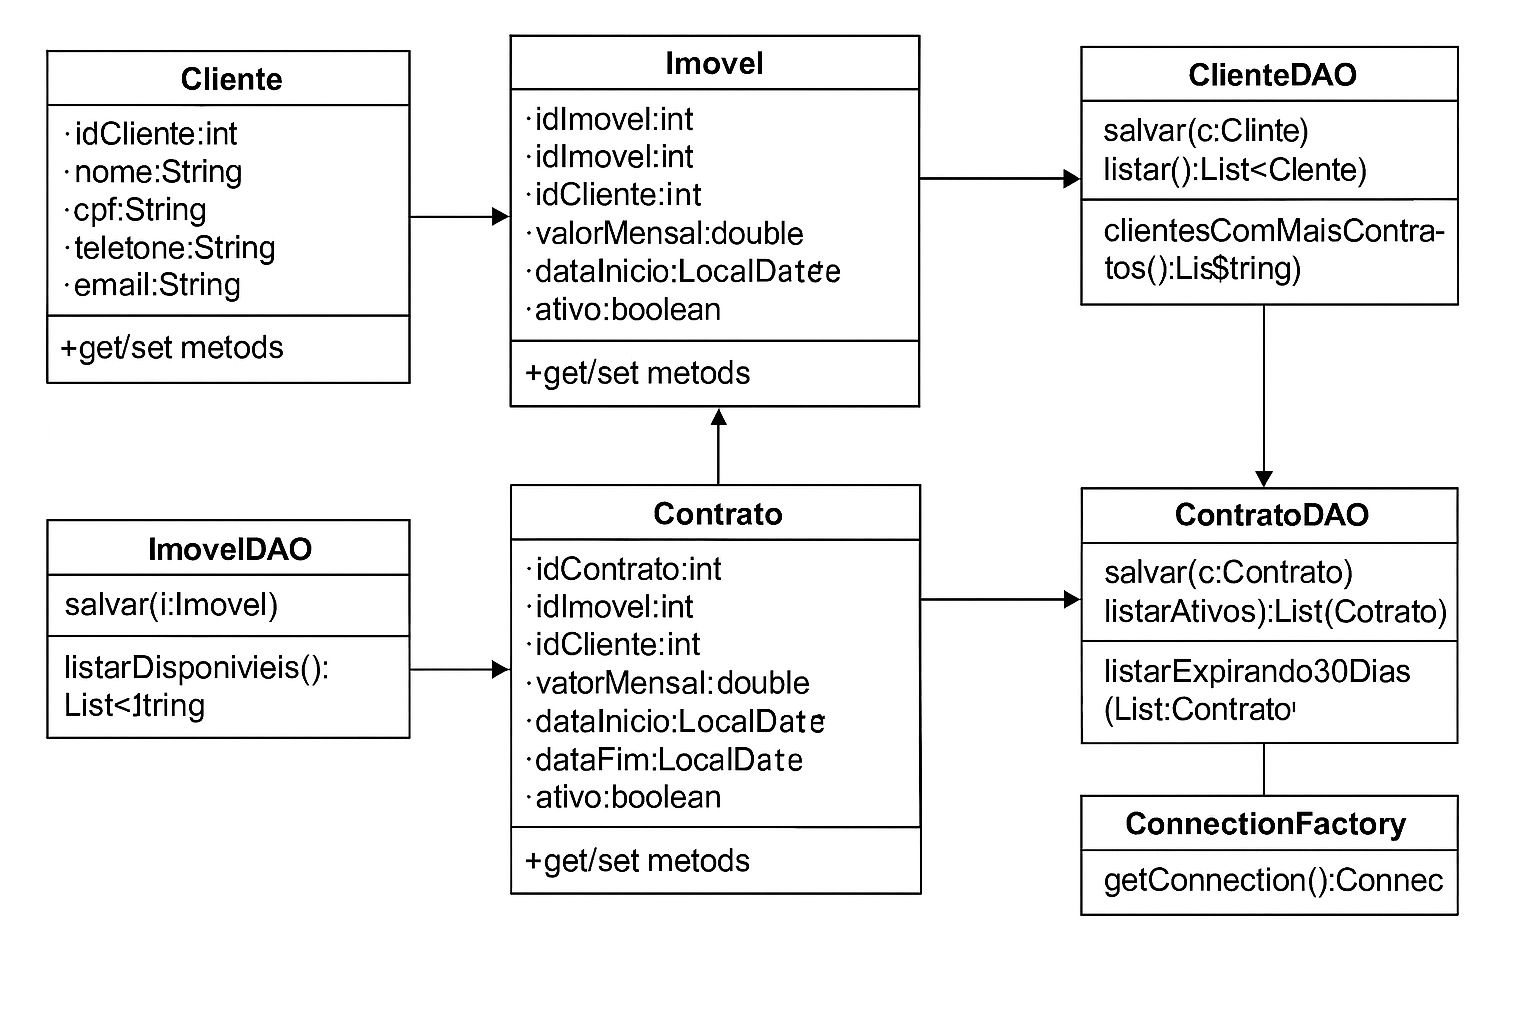 Cliente
·idCliente:int
·nome:String
·cpf:String
·teletone:String
·email:String
+get/set metods
Imovel
·idImovel:int
·idImovel:int
·idCliente:int
·valorMensal:double
·dataInicio:LocalDatee
·ativo:boolean
+get/set metods
ClienteDAO
salvar(c:Clinte)
listar():List<Clente)
clientesComMaisContra-
tos():Lis$tring)
ImovelDAO
salvar(i:Imovel)
listarDisponivieis():
List<1tring
Contrato
·idContrato:int
·idImovel:int
·idCliente:int
·vatorMensal:double
·dataInicio:LocalDate
·dataFim:LocalDate
·ativo:boolean
+get/set metods
ContratoDAO
salvar(c:Contrato)
listarAtivos):List(Cotrato)
listarExpirando30Dias
(List:Contrato'
ConnectionFactory
getConnection():Connec